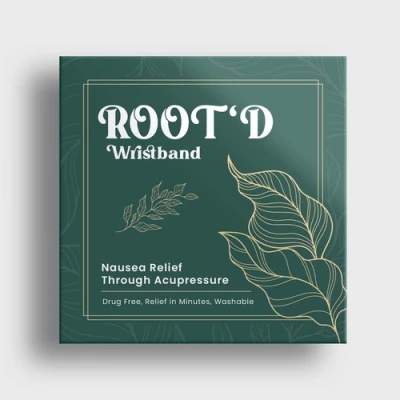 ROOT‘D
Wristband
Nausea Relief
Through Acupressure
Drug Free, Relief in Minutes, Washable